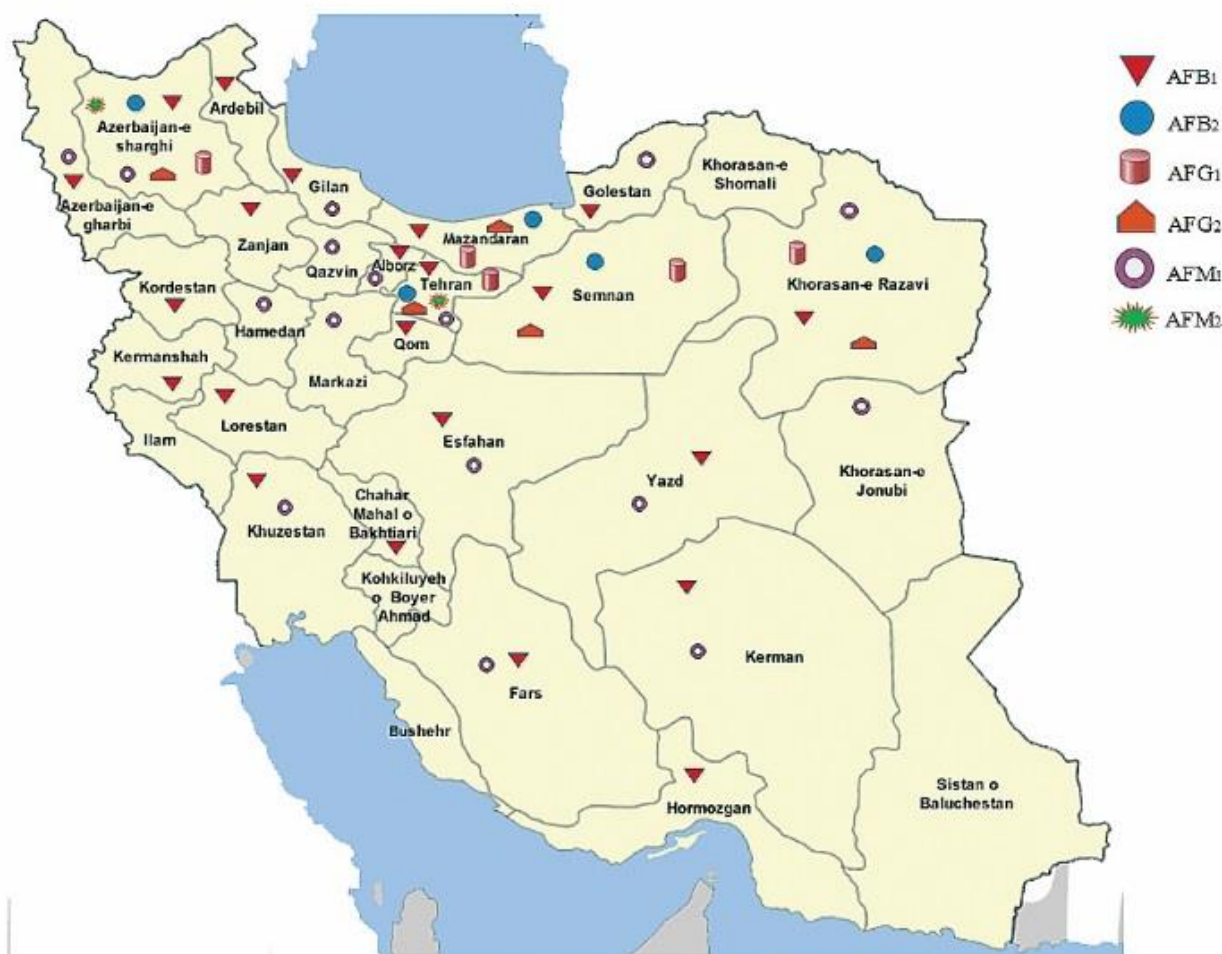 Ardebil
Azerbaijan-e
sharghi
Azerbaijan-e
gharbi
Gilan
Golestan
Khorasan-e
Shomali
Zanjan
Mazandaran
Qazvin
Alborz
Tehran
Semnan
Khorasan-e Razavi
Kordestan
Hamedan
Qom
Kermanshah
Markazi
Ilam
Lorestan
Esfahan
Yazd
Khorasan-e
Jonubi
Khuzestan
Chahar
Mahal o
Bakhtiari
Kohkiluyeh
o Boyer
Ahmad
Fars
Kerman
Bushehr
Hormozgan
Sistan o
Baluchestan
AFB1
AFB2
AFG1
AFG2
AFM1
AFM2